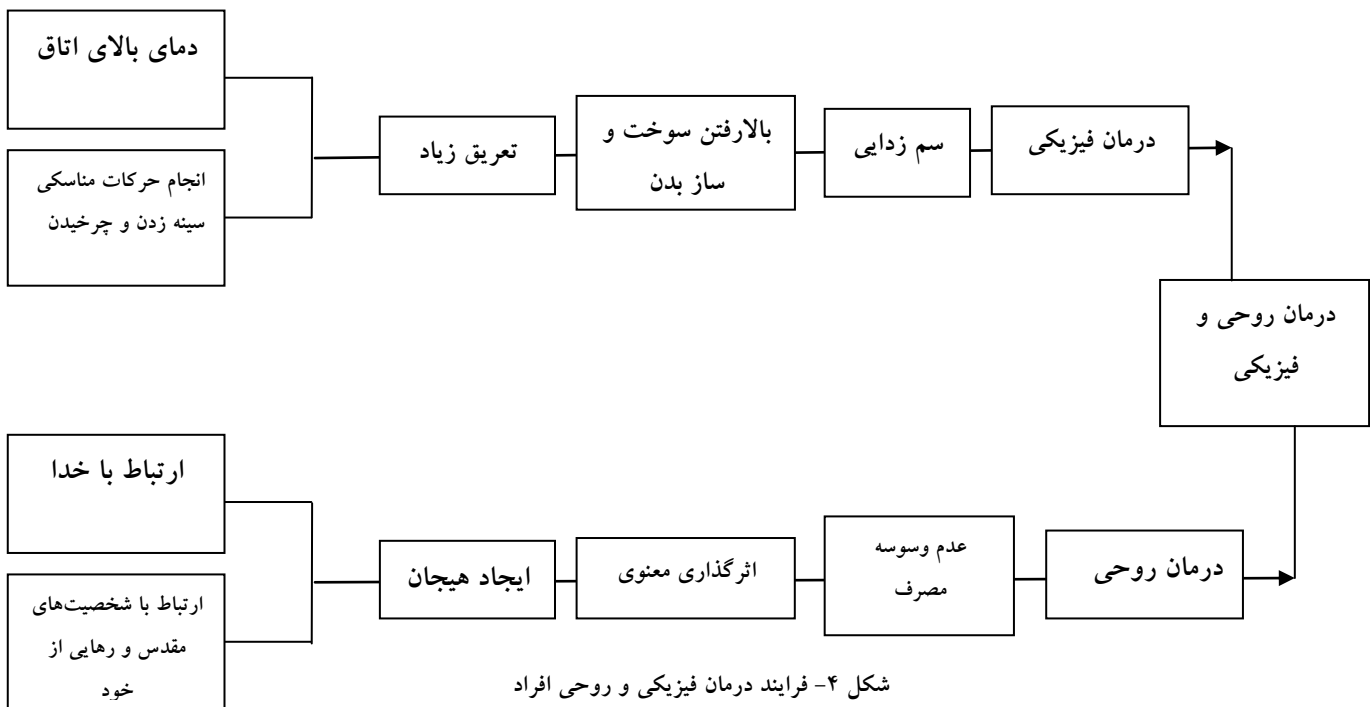 دمای بالای اتاق
انجام حرکات مناسکی
سینه زدن و چرخیدن
تعریق زیاد
بالارفتن سوخت و
ساز بدن
سم زدایی
درمان فیزیکی
درمان روحی و
فیزیکی
ارتباط با خدا
ارتباط با شخصیت‌های
مقدس و رهایی از
خود
ایجاد هیجان
اثرگذاری معنوی
عدم وسوسه
مصرف
درمان روحی
شکل ۴- فرایند درمان فیزیکی و روحی افراد